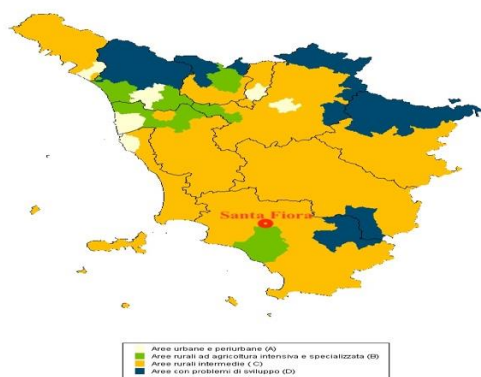 Santa Fiora
Aree urbane e periurbane (A)
Aree rurali ad agricoltura intensiva e specializzata (B)
Aree rurali intermedie ( C)
Aree con problemi di sviluppo (D)